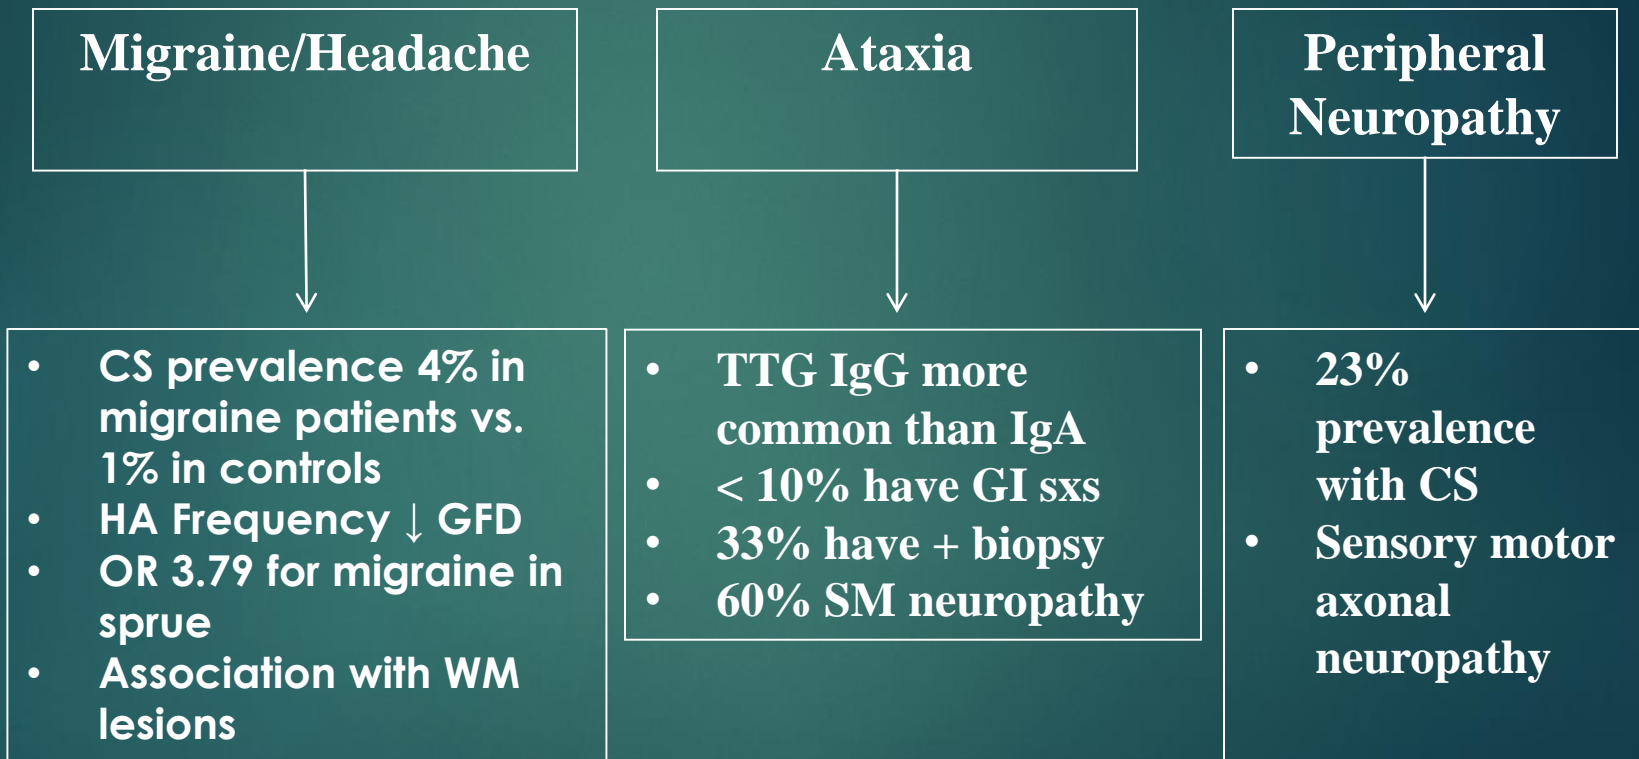 Migraine/Headache
• CS prevalence 4% in
migraine patients vs.
1% in controls
• HA Frequency ↓ GFD
• OR 3.79 for migraine in
sprue
• Association with WM
lesions
Ataxia
• TTG IgG more
common than IgA
• < 10% have GI sxs
• 33% have + biopsy
• 60% SM neuropathy
Peripheral
Neuropathy
• 23%
prevalence
with CS
• Sensory motor
axonal
neuropathy